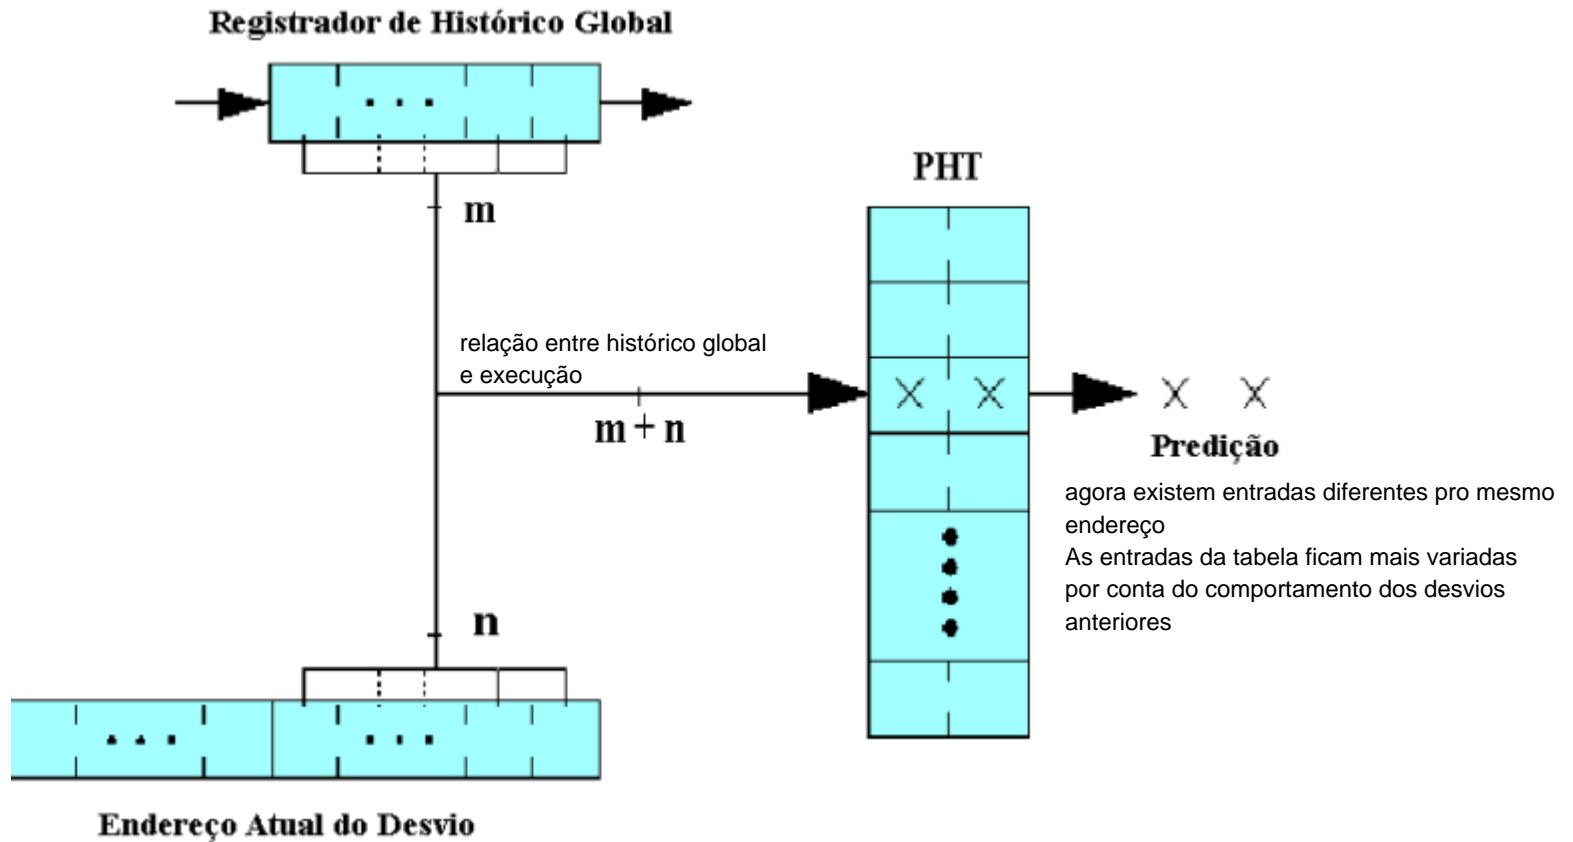 Registrador de Histórico Global
m
PHT
relação entre histórico global
e execução
m + n
X X
X X
Predição
agora existem entradas diferentes pro mesmo
endereço
As entradas da tabela ficam mais variadas
por conta do comportamento dos desvios
anteriores
n
Endereço Atual do Desvio